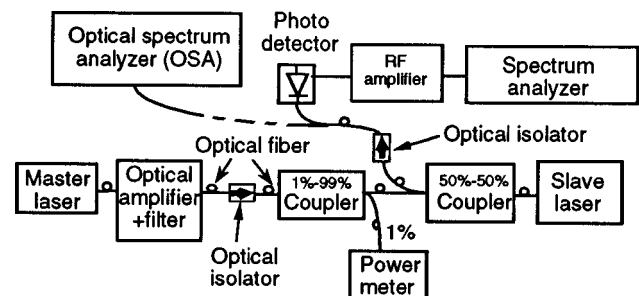 Optical spectrum
analyzer (OSA)
Photo
detector
RF
amplifier
Spectrum
analyzer
Optical isolator
Optical fiber
Master
laser
Optical
amplifier
+filter
1%-99%
Coupler
50%-50%
Coupler
Slave
laser
Optical
isolator
1%
Power
meter